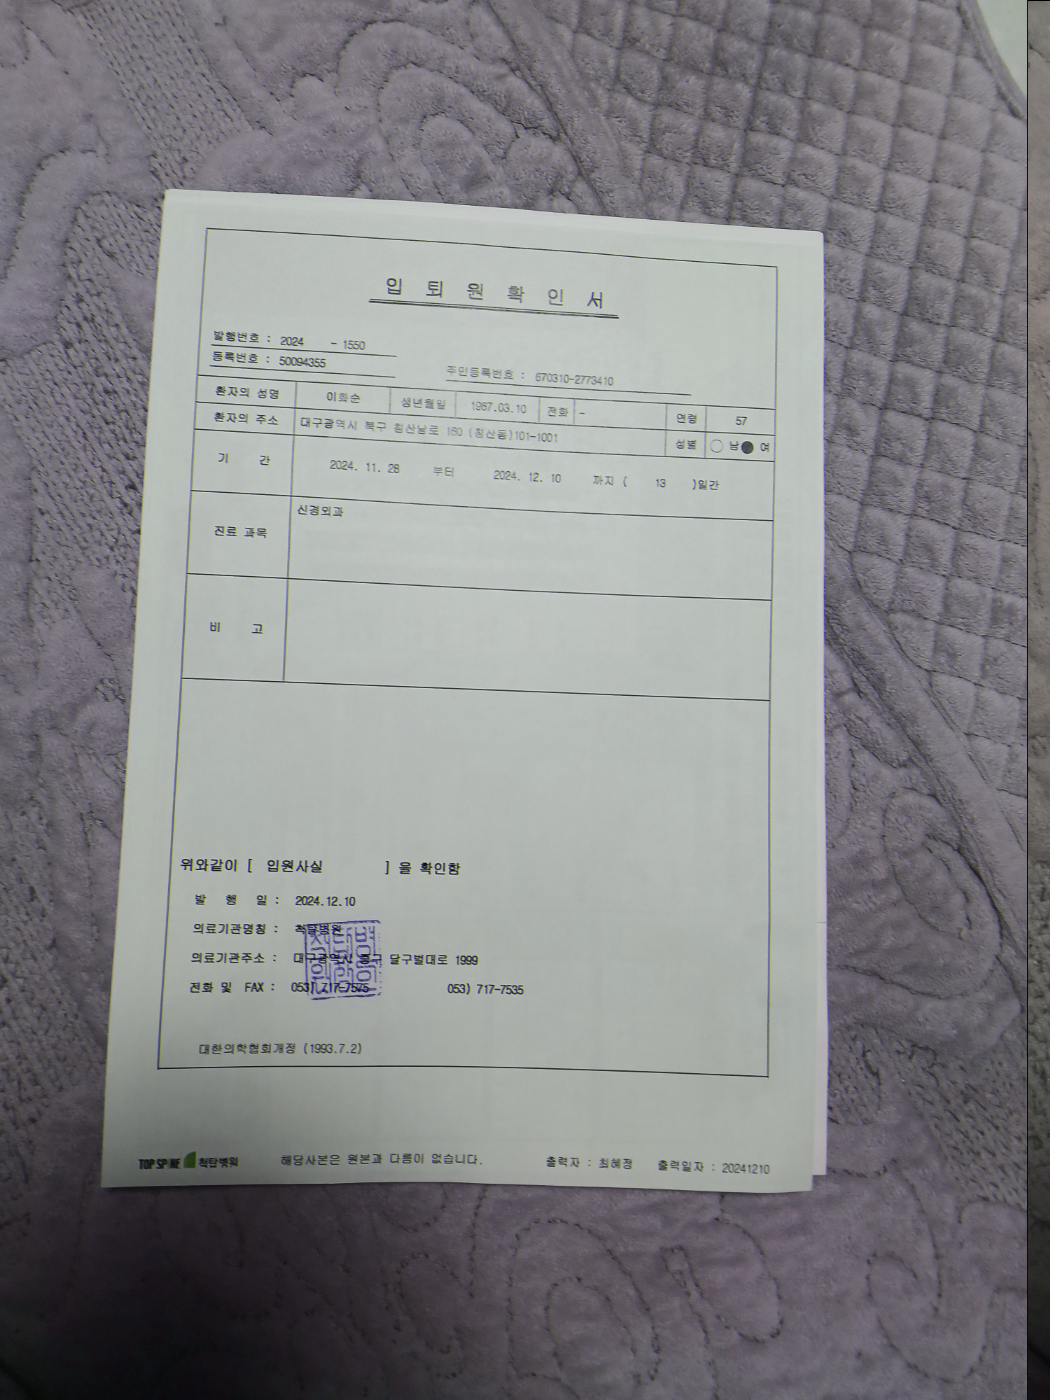 입 퇴 원 확 인 서
발행번호 : 2024 - 1550
등록번호 : 50094355
주민등록번호 : 670310-2773410
환자의 성명 이희순 생년월일 1967.03.10 전화 - 연령 57
환자의 주소 대구광역시 북구 침산남로 160 (침산동)101-1001 성별 남 여
기 간 2024. 11. 28 부터 2024. 12. 10 까지 ( 13 )일간
진료 과목 신경외과
비 고
위와같이 [ 입원사실 ] 을 확인함
발 행 일 : 2024.12.10
의료기관명칭 : 척탑병원
의료기관주소 : 대구광역시 중구 달구벌대로 1999
전화 및 FAX : 053) 717-7575 053) 717-7535
대한의학협회개정 (1993.7.2)
TOP SPINE 척탑병원 해당사본은 원본과 다름이 없습니다. 출력자 : 최혜정 출력일자 : 20241210